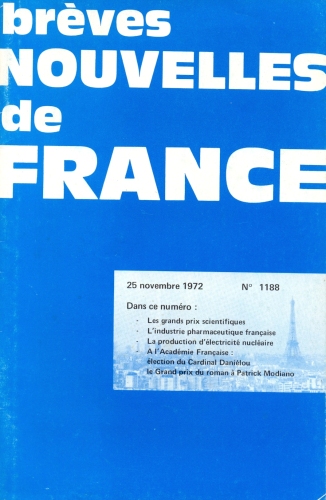 brèves
NOUVELLES
de
FRANCE
25 novembre 1972 N° 1188
Dans ce numéro :
- Les grands prix scientifiques
- L'industrie pharmaceutique française
- La production d'électricité nucléaire
- A l'Académie Française :
élection du Cardinal Daniélou
le Grand prix du roman à Patrick Modiano